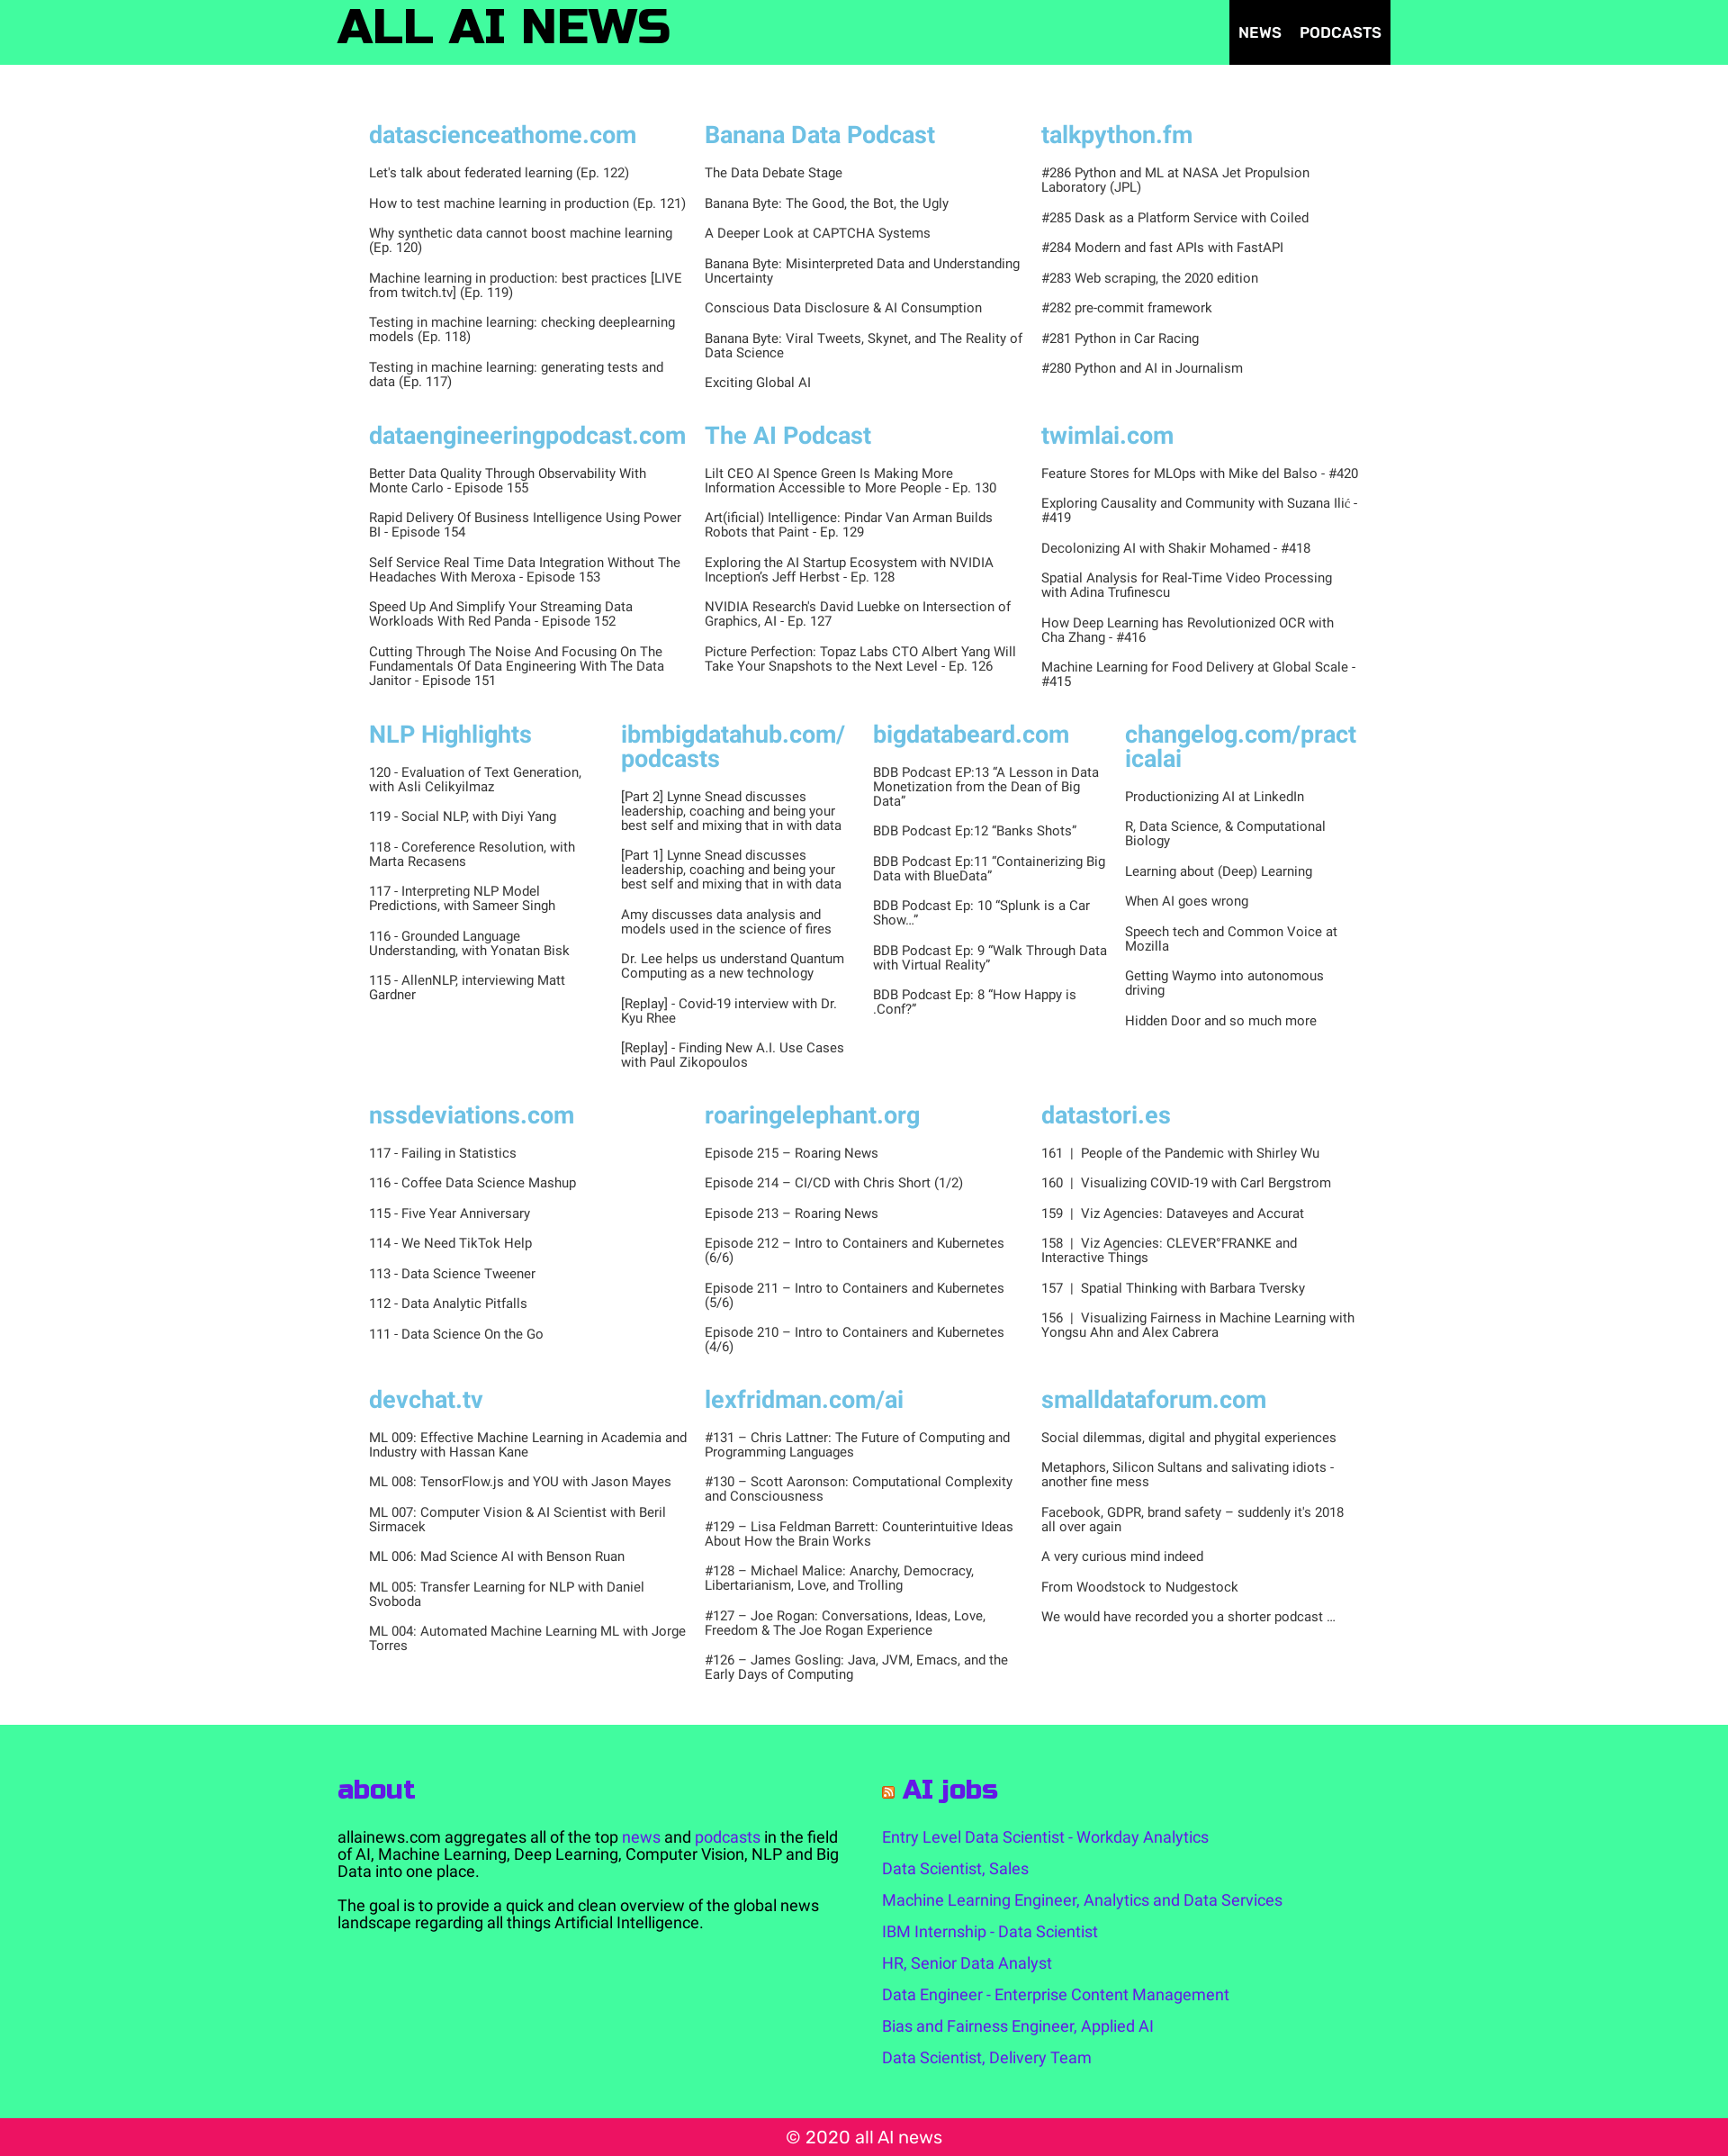 ALL AI NEWS
NEWS PODCASTS
datascienceathome.com
Let's talk about federated learning (Ep. 122)
How to test machine learning in production (Ep. 121)
Why synthetic data cannot boost machine learning
(Ep. 120)
Machine learning in production: best practices [LIVE
from twitch.tv] (Ep. 119)
Testing in machine learning: checking deeplearning
models (Ep. 118)
Testing in machine learning: generating tests and
data (Ep. 117)
Banana Data Podcast
The Data Debate Stage
Banana Byte: The Good, the Bot, the Ugly
A Deeper Look at CAPTCHA Systems
Banana Byte: Misinterpreted Data and Understanding
Uncertainty
Conscious Data Disclosure & AI Consumption
Banana Byte: Viral Tweets, Skynet, and The Reality of
Data Science
Exciting Global AI
talkpython.fm
#286 Python and ML at NASA Jet Propulsion
Laboratory (JPL)
#285 Dask as a Platform Service with Coiled
#284 Modern and fast APIs with FastAPI
#283 Web scraping, the 2020 edition
#282 pre-commit framework
#281 Python in Car Racing
#280 Python and AI in Journalism
dataengineeringpodcast.com
Better Data Quality Through Observability With
Monte Carlo - Episode 155
Rapid Delivery Of Business Intelligence Using Power
BI - Episode 154
Self Service Real Time Data Integration Without The
Headaches With Meroxa - Episode 153
Speed Up And Simplify Your Streaming Data
Workloads With Red Panda - Episode 152
Cutting Through The Noise And Focusing On The
Fundamentals Of Data Engineering With The Data
Janitor - Episode 151
The AI Podcast
Lilt CEO AI Spence Green Is Making More
Information Accessible to More People - Ep. 130
Art(ificial) Intelligence: Pindar Van Arman Builds
Robots that Paint - Ep. 129
Exploring the AI Startup Ecosystem with NVIDIA
Inception's Jeff Herbst - Ep. 128
NVIDIA Research's David Luebke on Intersection of
Graphics, AI - Ep. 127
Picture Perfection: Topaz Labs CTO Albert Yang Will
Take Your Snapshots to the Next Level - Ep. 126
twimlai.com
Feature Stores for MLOps with Mike del Balso - #420
Exploring Causality and Community with Suzana Ilić -
#419
Decolonizing AI with Shakir Mohamed - #418
Spatial Analysis for Real-Time Video Processing
with Adina Trufinescu
How Deep Learning has Revolutionized OCR with
Cha Zhang - #416
Machine Learning for Food Delivery at Global Scale -
#415
NLP Highlights
120 - Evaluation of Text Generation,
with Asli Celikyilmaz
119 - Social NLP, with Diyi Yang
118 - Coreference Resolution, with
Marta Recasens
117 - Interpreting NLP Model
Predictions, with Sameer Singh
116 - Grounded Language
Understanding, with Yonatan Bisk
115 - AllenNLP, interviewing Matt
Gardner
ibmbigdatahub.com/
podcasts
[Part 2] Lynne Snead discusses
leadership, coaching and being your
best self and mixing that in with data
[Part 1] Lynne Snead discusses
leadership, coaching and being your
best self and mixing that in with data
Amy discusses data analysis and
models used in the science of fires
Dr. Lee helps us understand Quantum
Computing as a new technology
[Replay] - Covid-19 interview with Dr.
Kyu Rhee
[Replay] - Finding New A.I. Use Cases
with Paul Zikopoulos
bigdatabeard.com
BDB Podcast EP:13 “A Lesson in Data
Monetization from the Dean of Big
Data”
BDB Podcast Ep:12 “Banks Shots”
BDB Podcast Ep:11 “Containerizing Big
Data with BlueData”
BDB Podcast Ep: 10 “Splunk is a Car
Show…”
BDB Podcast Ep: 9 “Walk Through Data
with Virtual Reality”
BDB Podcast Ep: 8 “How Happy is
.Conf?”
changelog.com/pract
icalai
Productionizing AI at LinkedIn
R, Data Science, & Computational
Biology
Learning about (Deep) Learning
When AI goes wrong
Speech tech and Common Voice at
Mozilla
Getting Waymo into autonomous
driving
Hidden Door and so much more
nssdeviations.com
117 - Failing in Statistics
116 - Coffee Data Science Mashup
115 - Five Year Anniversary
114 - We Need TikTok Help
113 - Data Science Tweener
112 - Data Analytic Pitfalls
111 - Data Science On the Go
roaringelephant.org
Episode 215 – Roaring News
Episode 214 – CI/CD with Chris Short (1/2)
Episode 213 – Roaring News
Episode 212 – Intro to Containers and Kubernetes
(6/6)
Episode 211 – Intro to Containers and Kubernetes
(5/6)
Episode 210 – Intro to Containers and Kubernetes
(4/6)
datastori.es
161 | People of the Pandemic with Shirley Wu
160 | Visualizing COVID-19 with Carl Bergstrom
159 | Viz Agencies: Dataveyes and Accurat
158 | Viz Agencies: CLEVER°FRANKE and
Interactive Things
157 | Spatial Thinking with Barbara Tversky
156 | Visualizing Fairness in Machine Learning with
Yongsu Ahn and Alex Cabrera
devchat.tv
ML 009: Effective Machine Learning in Academia and
Industry with Hassan Kane
ML 008: TensorFlow.js and YOU with Jason Mayes
ML 007: Computer Vision & AI Scientist with Beril
Sirmacek
ML 006: Mad Science AI with Benson Ruan
ML 005: Transfer Learning for NLP with Daniel
Svoboda
ML 004: Automated Machine Learning ML with Jorge
Torres
lexfridman.com/ai
#131 – Chris Lattner: The Future of Computing and
Programming Languages
#130 – Scott Aaronson: Computational Complexity
and Consciousness
#129 – Lisa Feldman Barrett: Counterintuitive Ideas
About How the Brain Works
#128 – Michael Malice: Anarchy, Democracy,
Libertarianism, Love, and Trolling
#127 – Joe Rogan: Conversations, Ideas, Love,
Freedom & The Joe Rogan Experience
#126 – James Gosling: Java, JVM, Emacs, and the
Early Days of Computing
smalldataforum.com
Social dilemmas, digital and phygital experiences
Metaphors, Silicon Sultans and salivating idiots -
another fine mess
Facebook, GDPR, brand safety – suddenly it's 2018
all over again
A very curious mind indeed
From Woodstock to Nudgestock
We would have recorded you a shorter podcast …
about
allainews.com aggregates all of the top news and podcasts in the field
of AI, Machine Learning, Deep Learning, Computer Vision, NLP and Big
Data into one place.
The goal is to provide a quick and clean overview of the global news
landscape regarding all things Artificial Intelligence.
AI jobs
Entry Level Data Scientist - Workday Analytics
Data Scientist, Sales
Machine Learning Engineer, Analytics and Data Services
IBM Internship - Data Scientist
HR, Senior Data Analyst
Data Engineer - Enterprise Content Management
Bias and Fairness Engineer, Applied AI
Data Scientist, Delivery Team
© 2020 all AI news